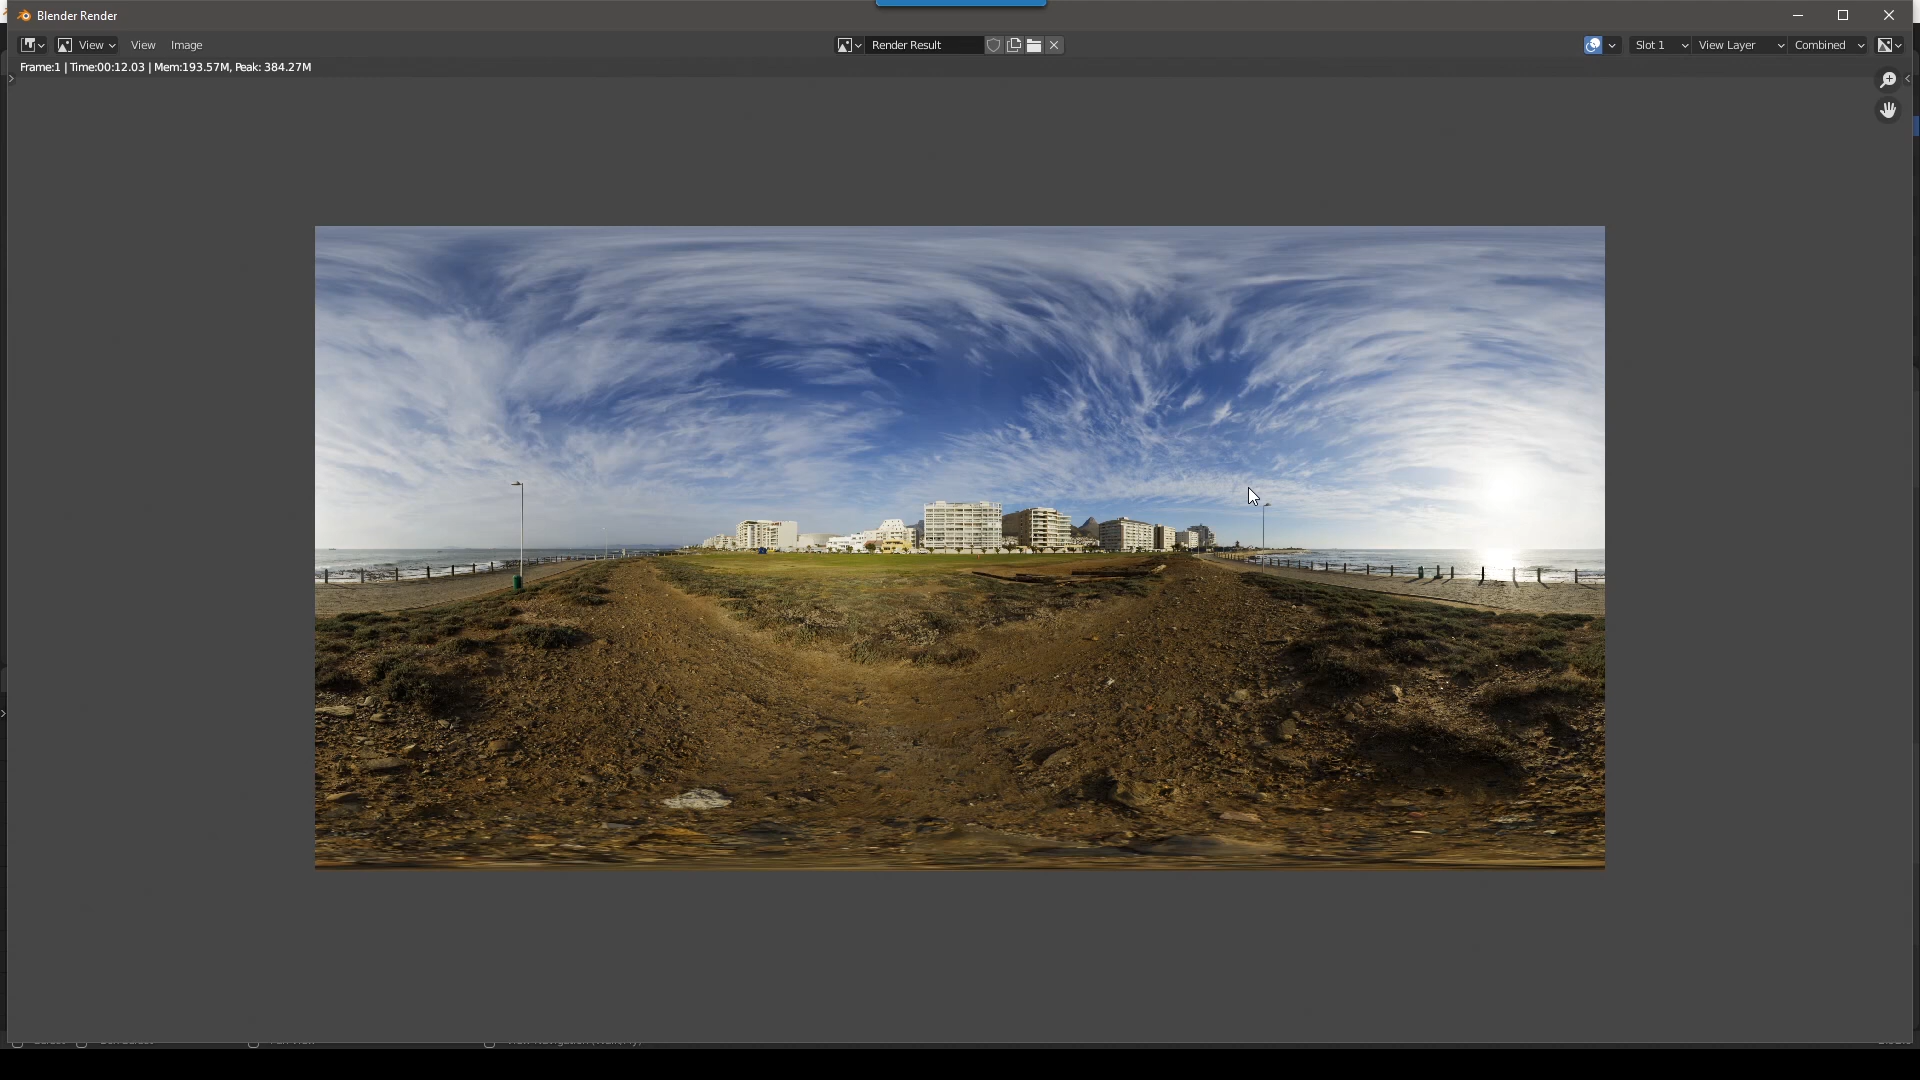 Blender Render
View View Image Render Result Slot 1 View Layer Combined
Frame:1 | Time:00:12.03 | Mem:193.57M, Peak: 384.27M